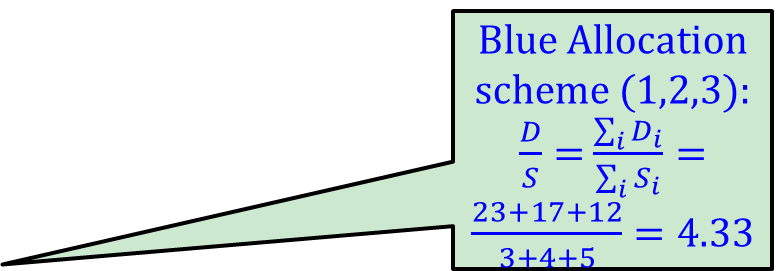 Blue Allocation
scheme (1,2,3):
D/S = ∑ᵢ Dᵢ / ∑ᵢ Sᵢ =
23+17+12 / 3+4+5 = 4.33